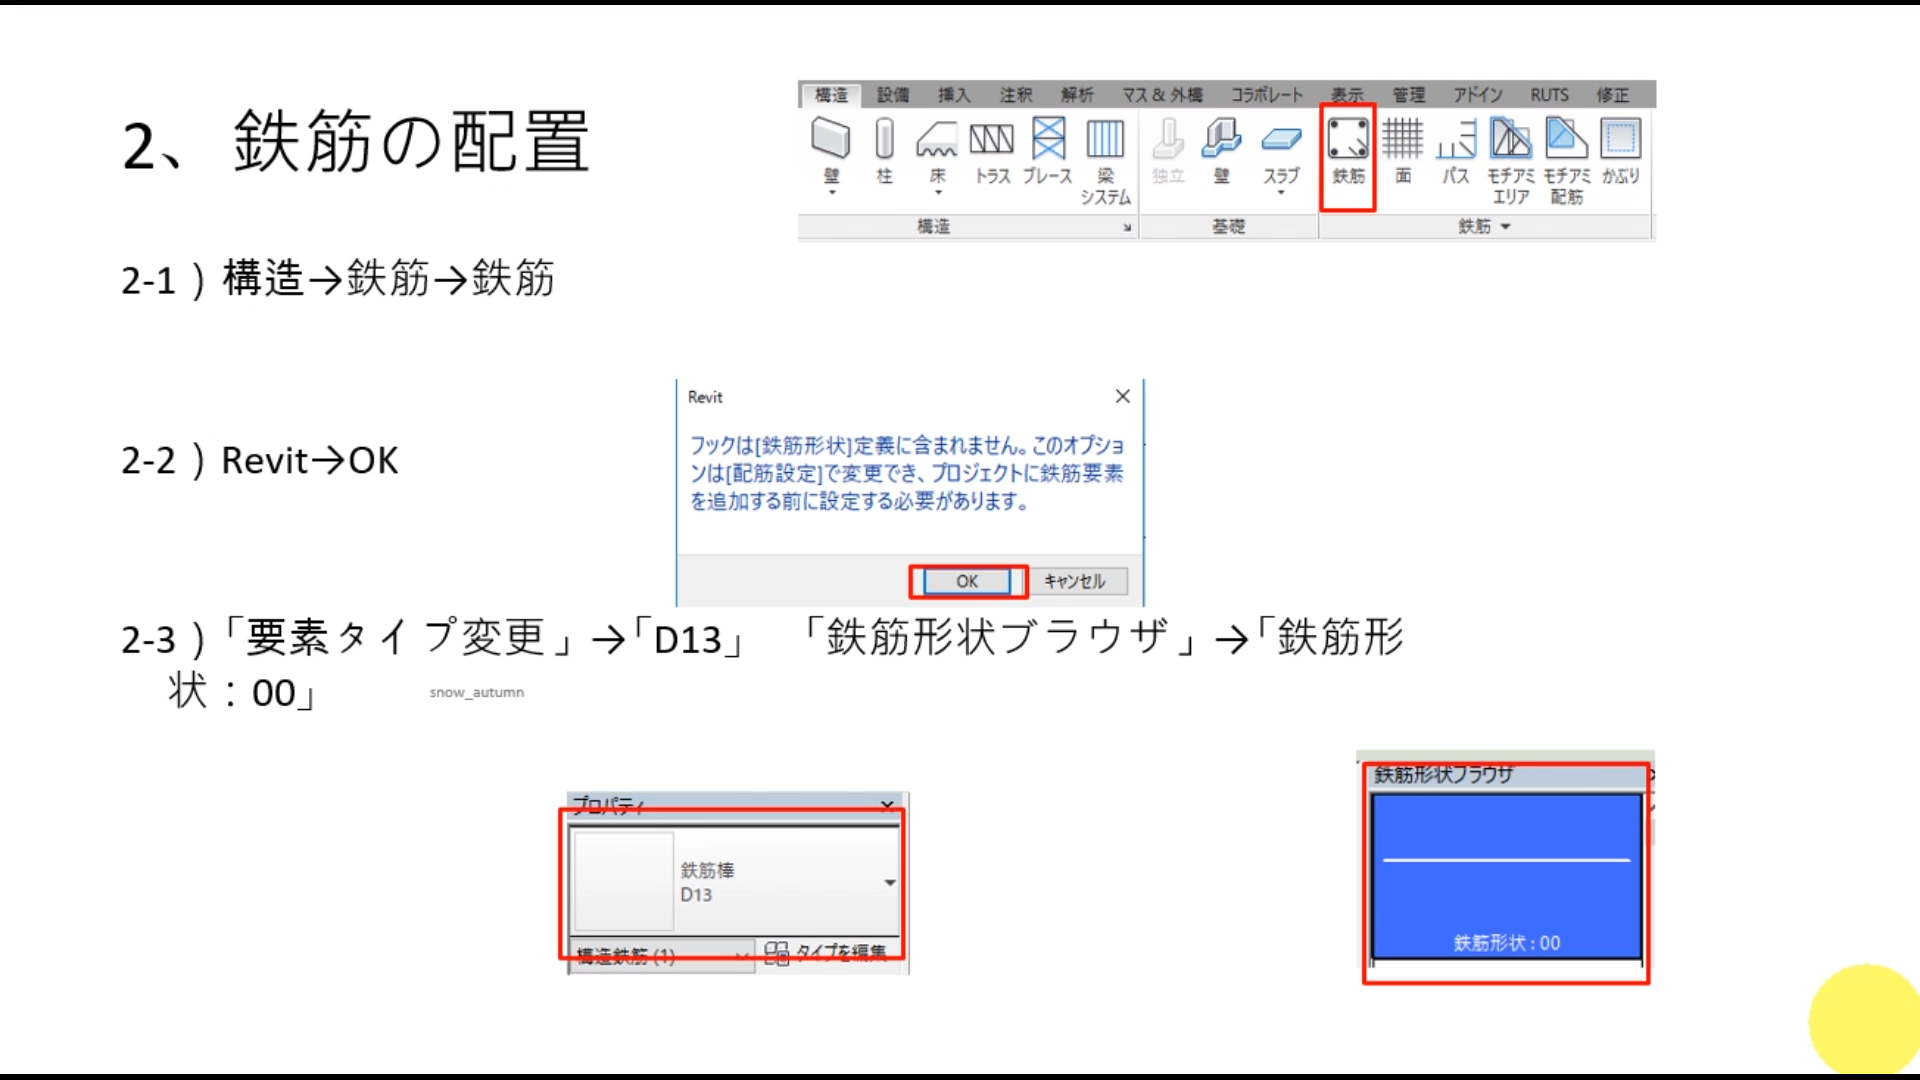 2、鉄筋の配置
構造 設備 挿入 注釈 解析 マス & 外構 コラボレート 表示 管理 アドイン RUTS 修正
壁 柱 床 トラス ブレース 梁 システム 独立 壁 スラブ 鉄筋 面 パス モチアミ エリア モチアミ 配筋 かぶり
構造 基礎 鉄筋
2-1）構造→鉄筋→鉄筋
2-2）Revit→OK
Revit
フックは[鉄筋形状]定義に含まれません。このオプショ
ンは[配筋設定]で変更でき、プロジェクトに鉄筋要素
を追加する前に設定する必要があります。
OK キャンセル
2-3）「要素タイプ変更」→「D13」 「鉄筋形状ブラウザ」→「鉄筋形
状：00」
snow_autumn
プロパティ
鉄筋棒
D13
構造鉄筋 (1) タイプを編集
鉄筋形状ブラウザ
鉄筋形状 : 00